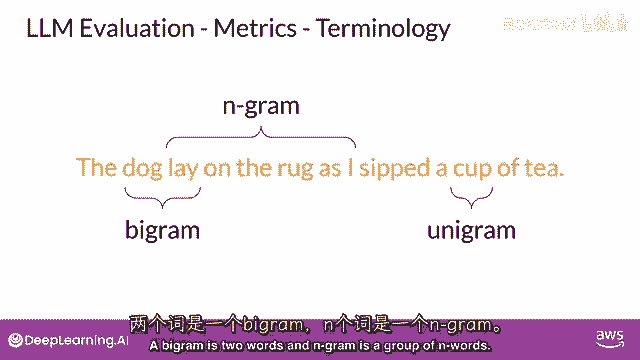 LLM Evaluation - Metrics - Terminology
n-gram
The dog lay on the rug as I sipped a cup of tea.
bigram
unigram
两个词是一个bigram，n个词是一个n-gram。
A bigram is two words and n-gram is a group of n-words.
DeepLearning.AI
aws